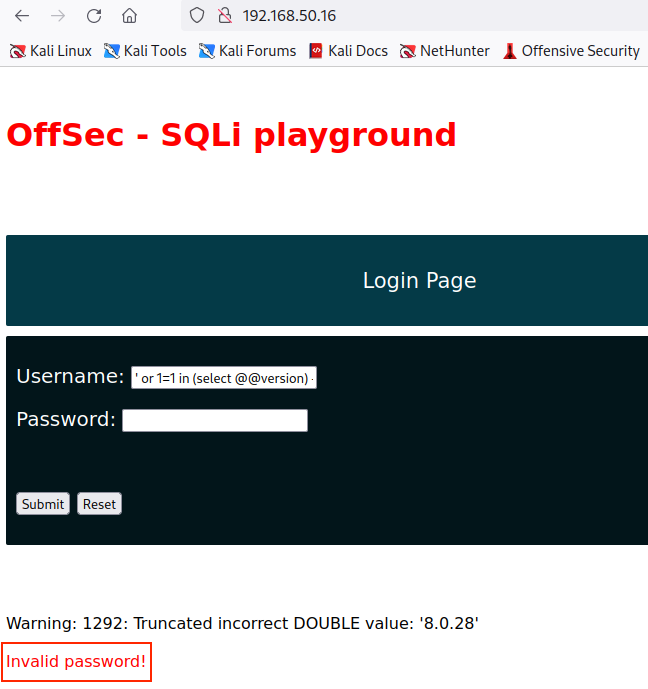 192.168.50.16
Kali Linux Kali Tools Kali Forums Kali Docs NetHunter Offensive Security
OffSec - SQLi playground
Login Page
Username: ' or 1=1 in (select @@version) -
Password:
Submit Reset
Warning: 1292: Truncated incorrect DOUBLE value: '8.0.28'
Invalid password!